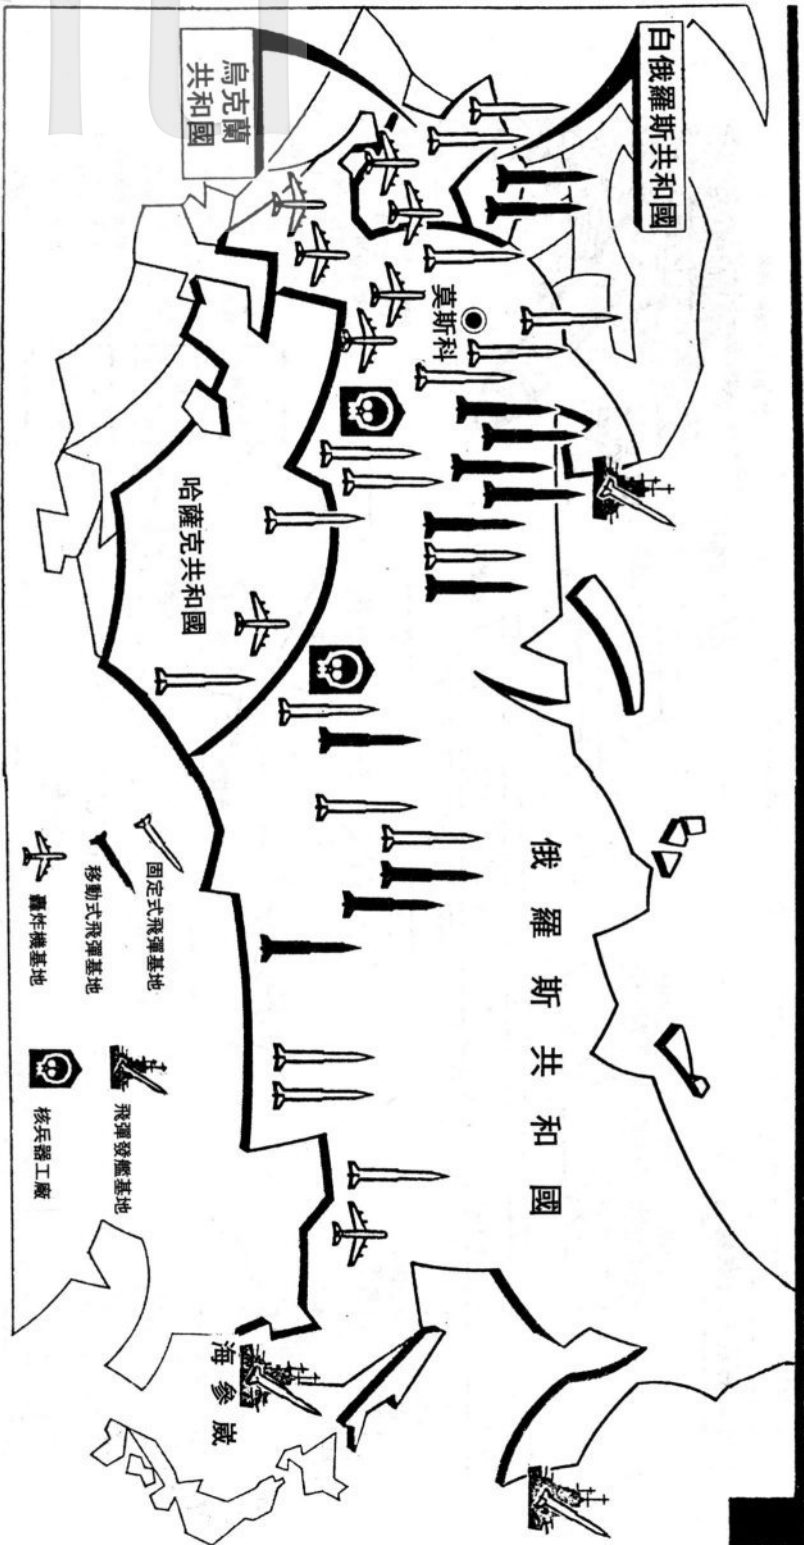 白俄羅斯共和國
烏克蘭
共和國
莫斯科
哈薩克共和國
俄羅斯共和國
海參崴
固定式飛彈基地
移動式飛彈基地
轟炸機基地
飛彈發艦基地
核兵器工廠